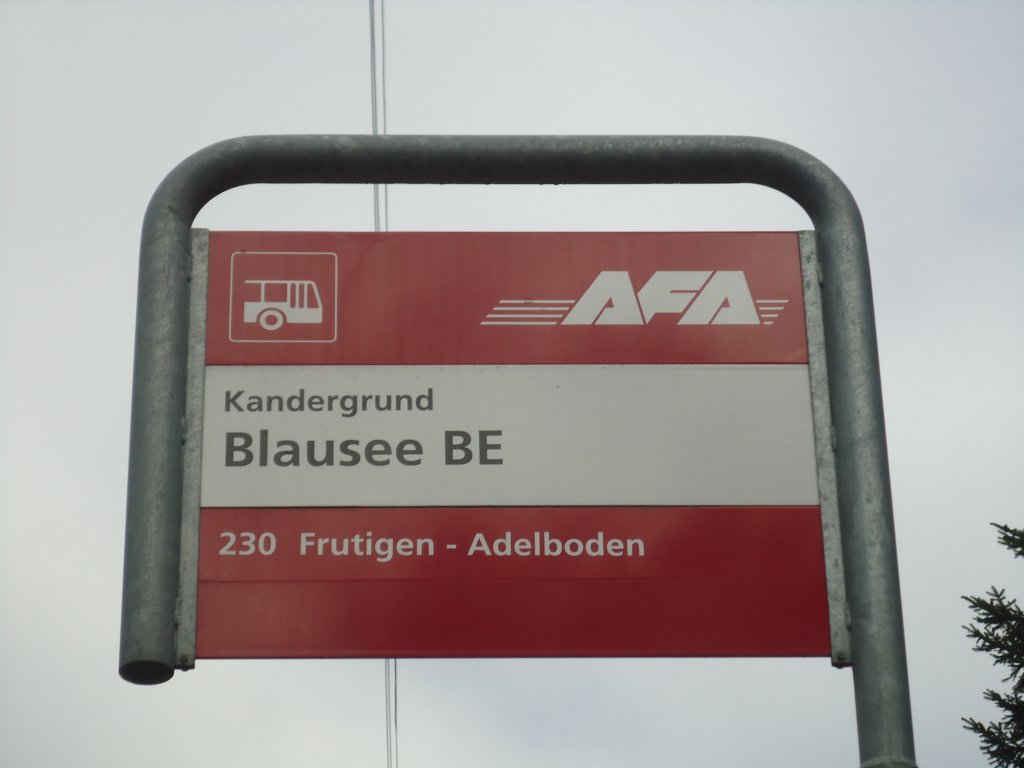 AFA
Kandergrund
Blausee BE
230 Frutigen - Adelboden